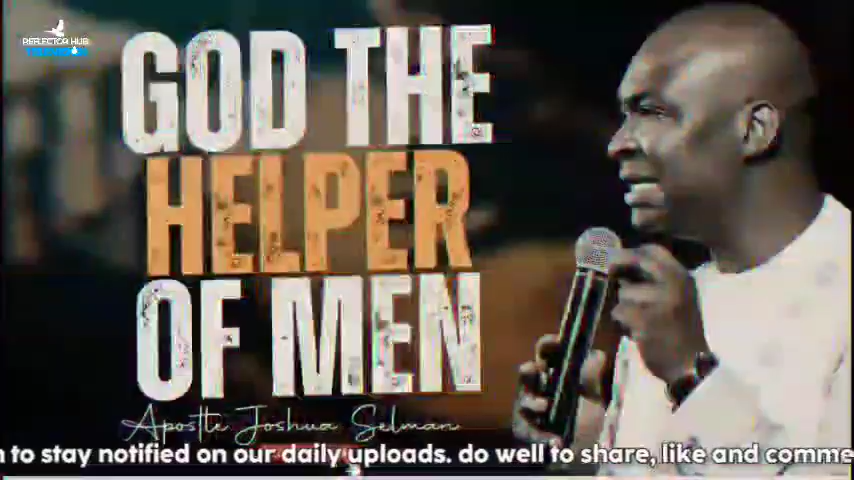 REFLECTOR HUB
GOD THE
HELPER
OF MEN
Apostle Joshua Selman
n to stay notified on our daily uploads. do well to share, like and comme